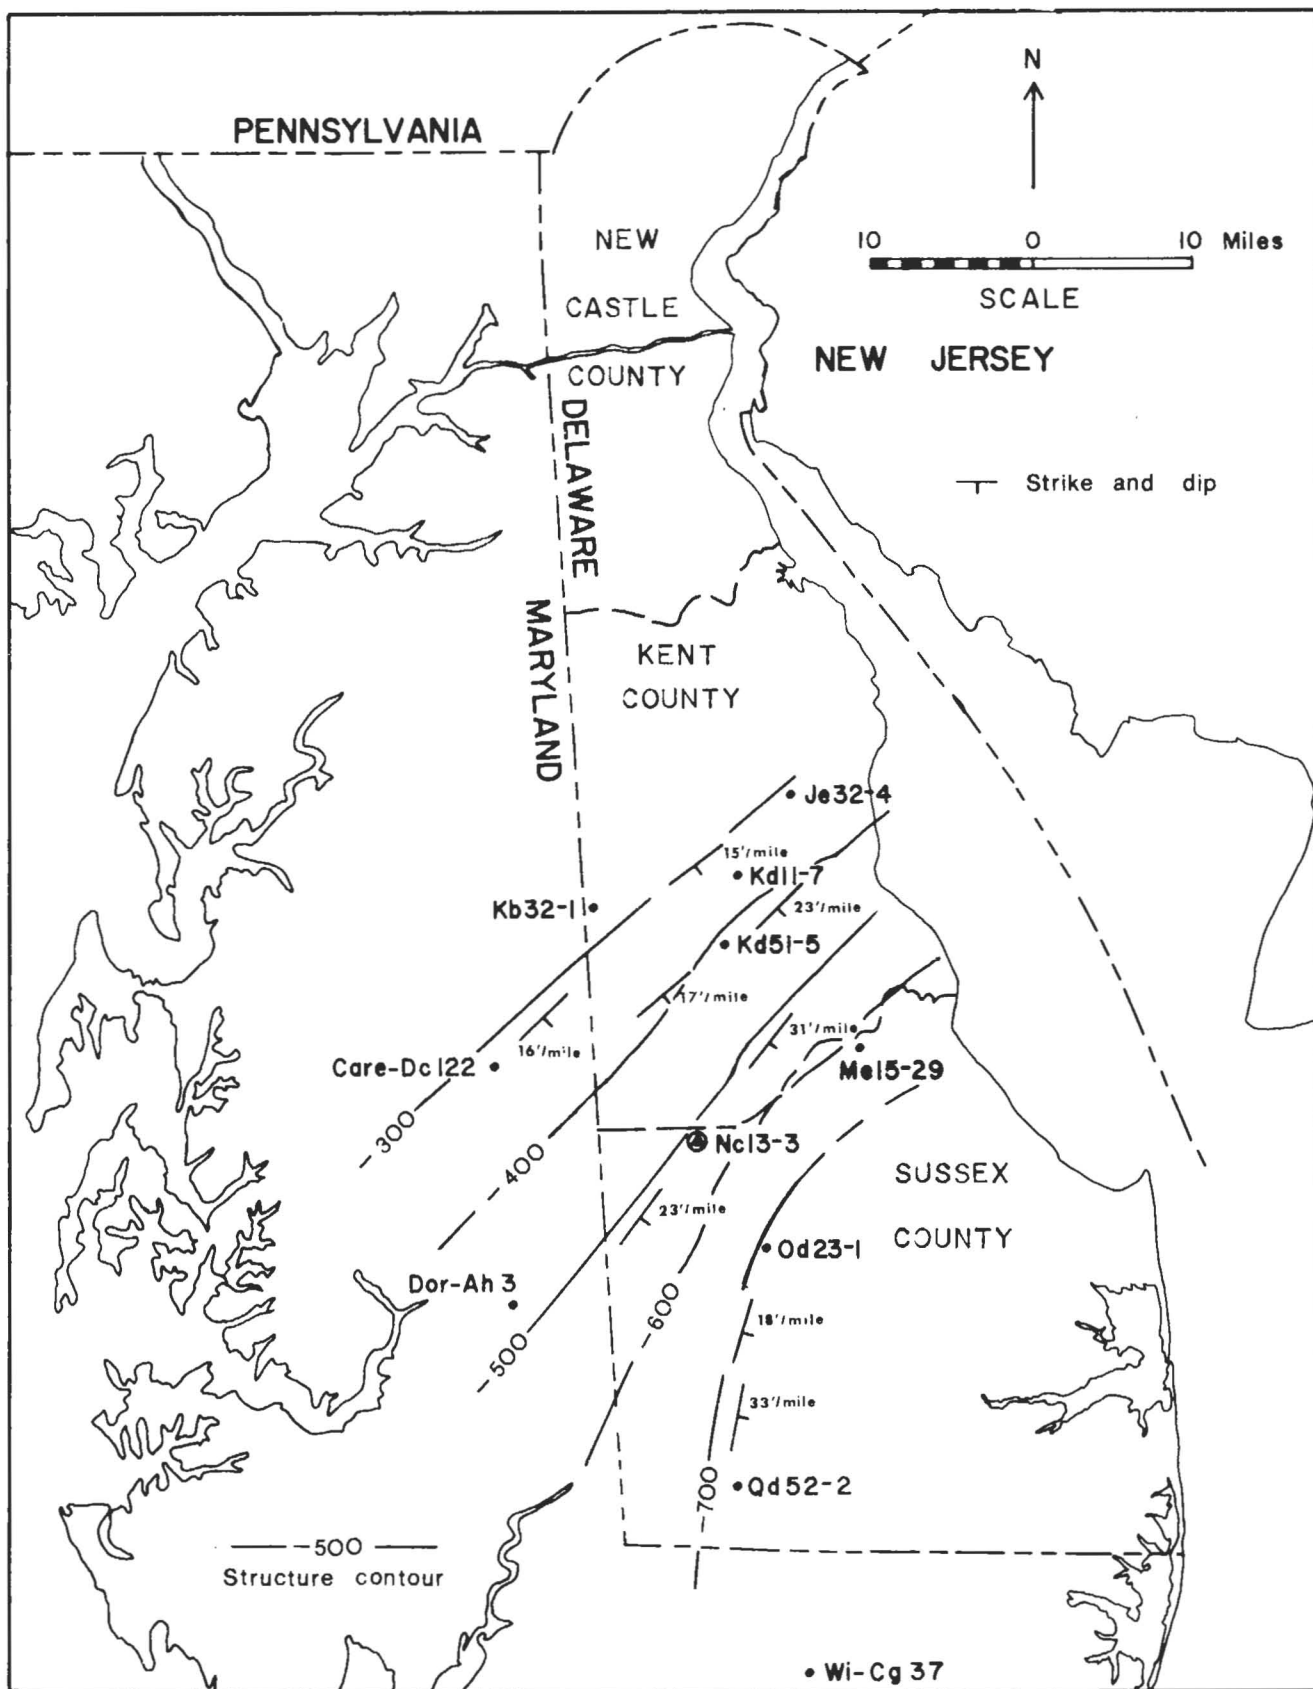 PENNSYLVANIA
N
10 0 10 Miles
SCALE
NEW
CASTLE
COUNTY
NEW JERSEY
DELAWARE
MARYLAND
Strike and dip
KENT
COUNTY
Je32-4
15'/mile
Kd11-7
Kb32-1
23'/mile
Kd51-5
17'/mile
31'/mile
16'/mile
Care-Dc122
Me15-29
-300
-400
Nc13-3
SUSSEX
COUNTY
23'/mile
Od23-1
Dor-Ah 3
-500
-600
18'/mile
33'/mile
-700
Qd52-2
-500
Structure contour
Wi-Cg 37